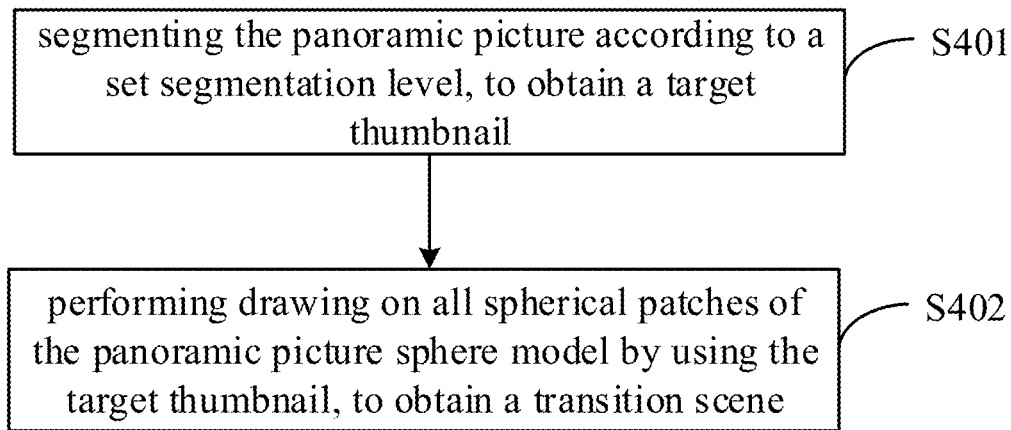 segmenting the panoramic picture according to a
set segmentation level, to obtain a target
thumbnail
S401
performing drawing on all spherical patches of
the panoramic picture sphere model by using the
target thumbnail, to obtain a transition scene
S402